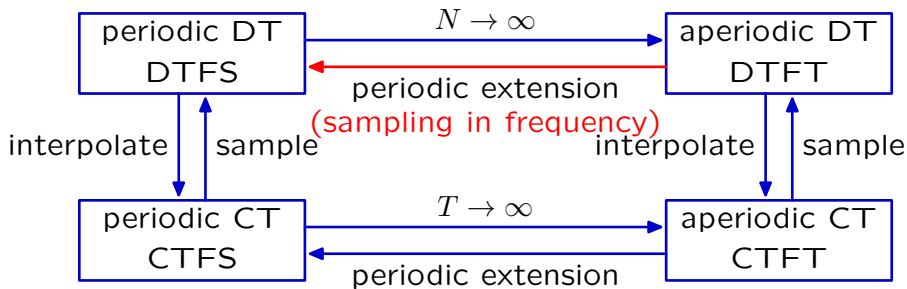 periodic DT
DTFS
N → ∞
aperiodic DT
DTFT
periodic extension
(sampling in frequency)
interpolate
sample
interpolate
sample
periodic CT
CTFS
T → ∞
aperiodic CT
CTFT
periodic extension